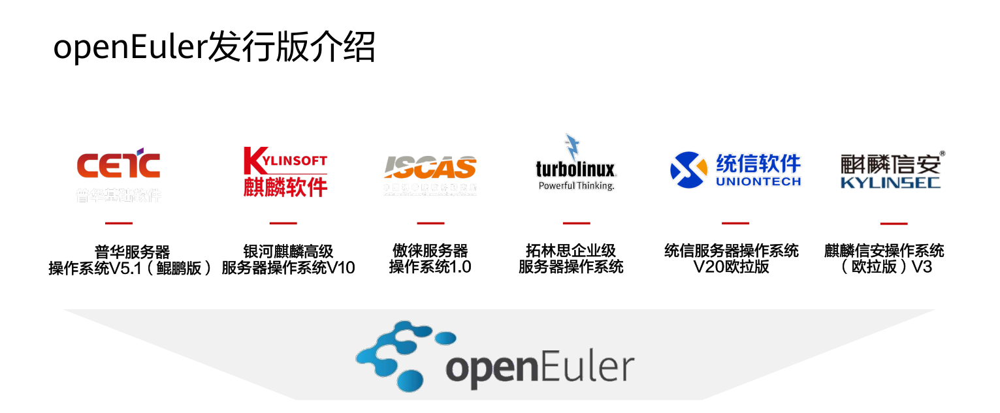 openEuler发行版介绍
CETC
普华基础软件
KYLINSOFT
麒麟软件
ISCAS
turbolinux
Powerful Thinking.
统信软件
UNIONTECH
麒麟信安®
KYLINSEC
普华服务器
操作系统V5.1（鲲鹏版）
银河麒麟高级
服务器操作系统V10
傲徕服务器
操作系统1.0
拓林思企业级
服务器操作系统
统信服务器操作系统
V20欧拉版
麒麟信安操作系统
（欧拉版）V3
openEuler